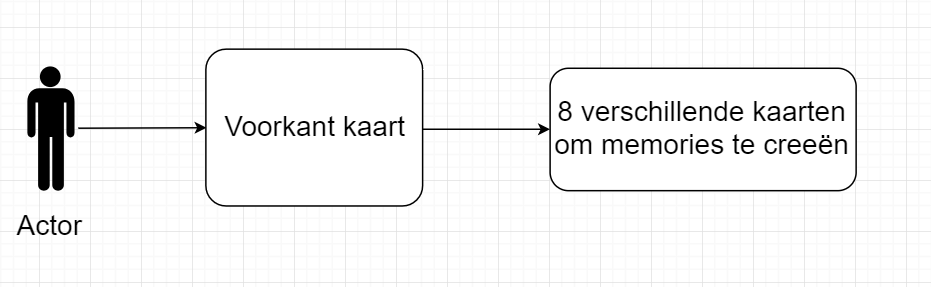 Voorkant kaart
8 verschillende kaarten
om memories te creeën
Actor